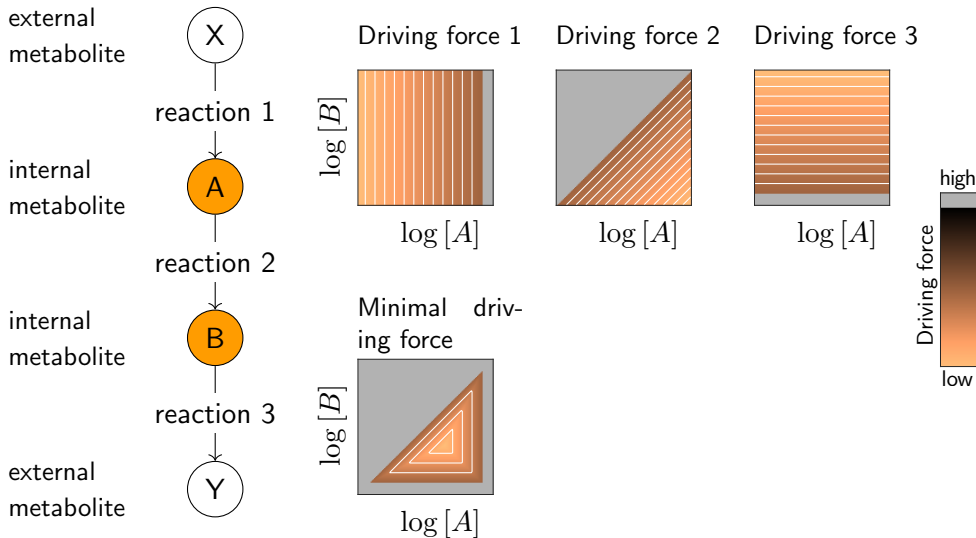 external
metabolite
X
reaction 1
internal
metabolite
A
reaction 2
internal
metabolite
B
reaction 3
external
metabolite
Y
Driving force 1
log [B]
log [A]
Driving force 2
log [A]
Driving force 3
log [A]
Minimal driv-
ing force
log [B]
log [A]
high
Driving force
low